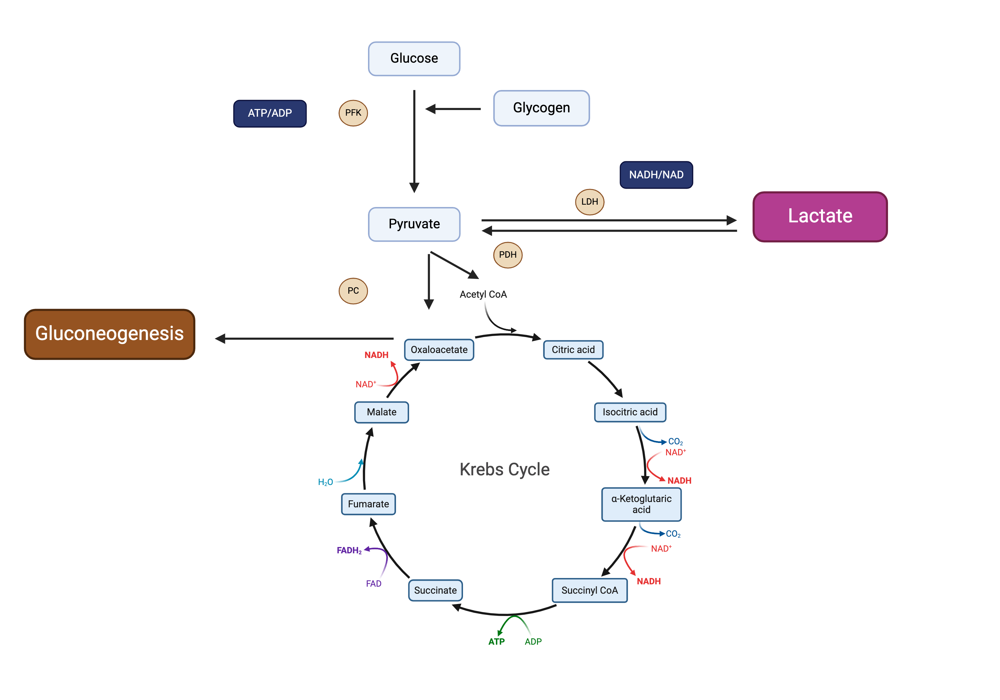 Glucose
Glycogen
ATP/ADP
PFK
NADH/NAD
LDH
Lactate
Pyruvate
PDH
PC
Acetyl CoA
Gluconeogenesis
Oxaloacetate
Citric acid
NADH
NAD⁺
Malate
Isocitric acid
CO₂
NAD⁺
NADH
Krebs Cycle
H₂O
Fumarate
α-Ketoglutaric
acid
CO₂
NAD⁺
NADH
FADH₂
FAD
Succinate
Succinyl CoA
ATP
ADP